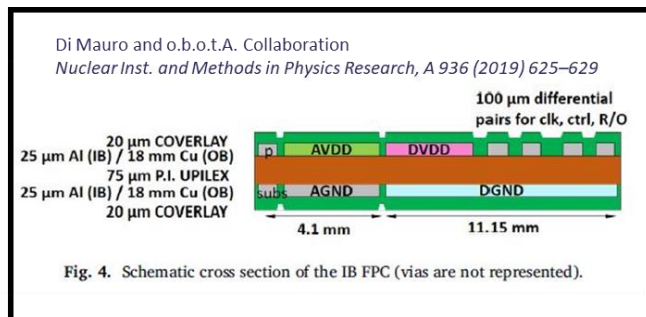 Di Mauro and o.b.o.t.A. Collaboration
Nuclear Inst. and Methods in Physics Research, A 936 (2019) 625–629
100 μm differential
pairs for clk, ctrl, R/O
20 μm COVERLAY
25 μm Al (IB) / 18 mm Cu (OB)
75 μm P.I. UPILEX
25 μm Al (IB) / 18 mm Cu (OB)
20 μm COVERLAY
p
AVDD
DVDD
subs
AGND
DGND
4.1 mm
11.15 mm
Fig. 4. Schematic cross section of the IB FPC (vias are not represented).